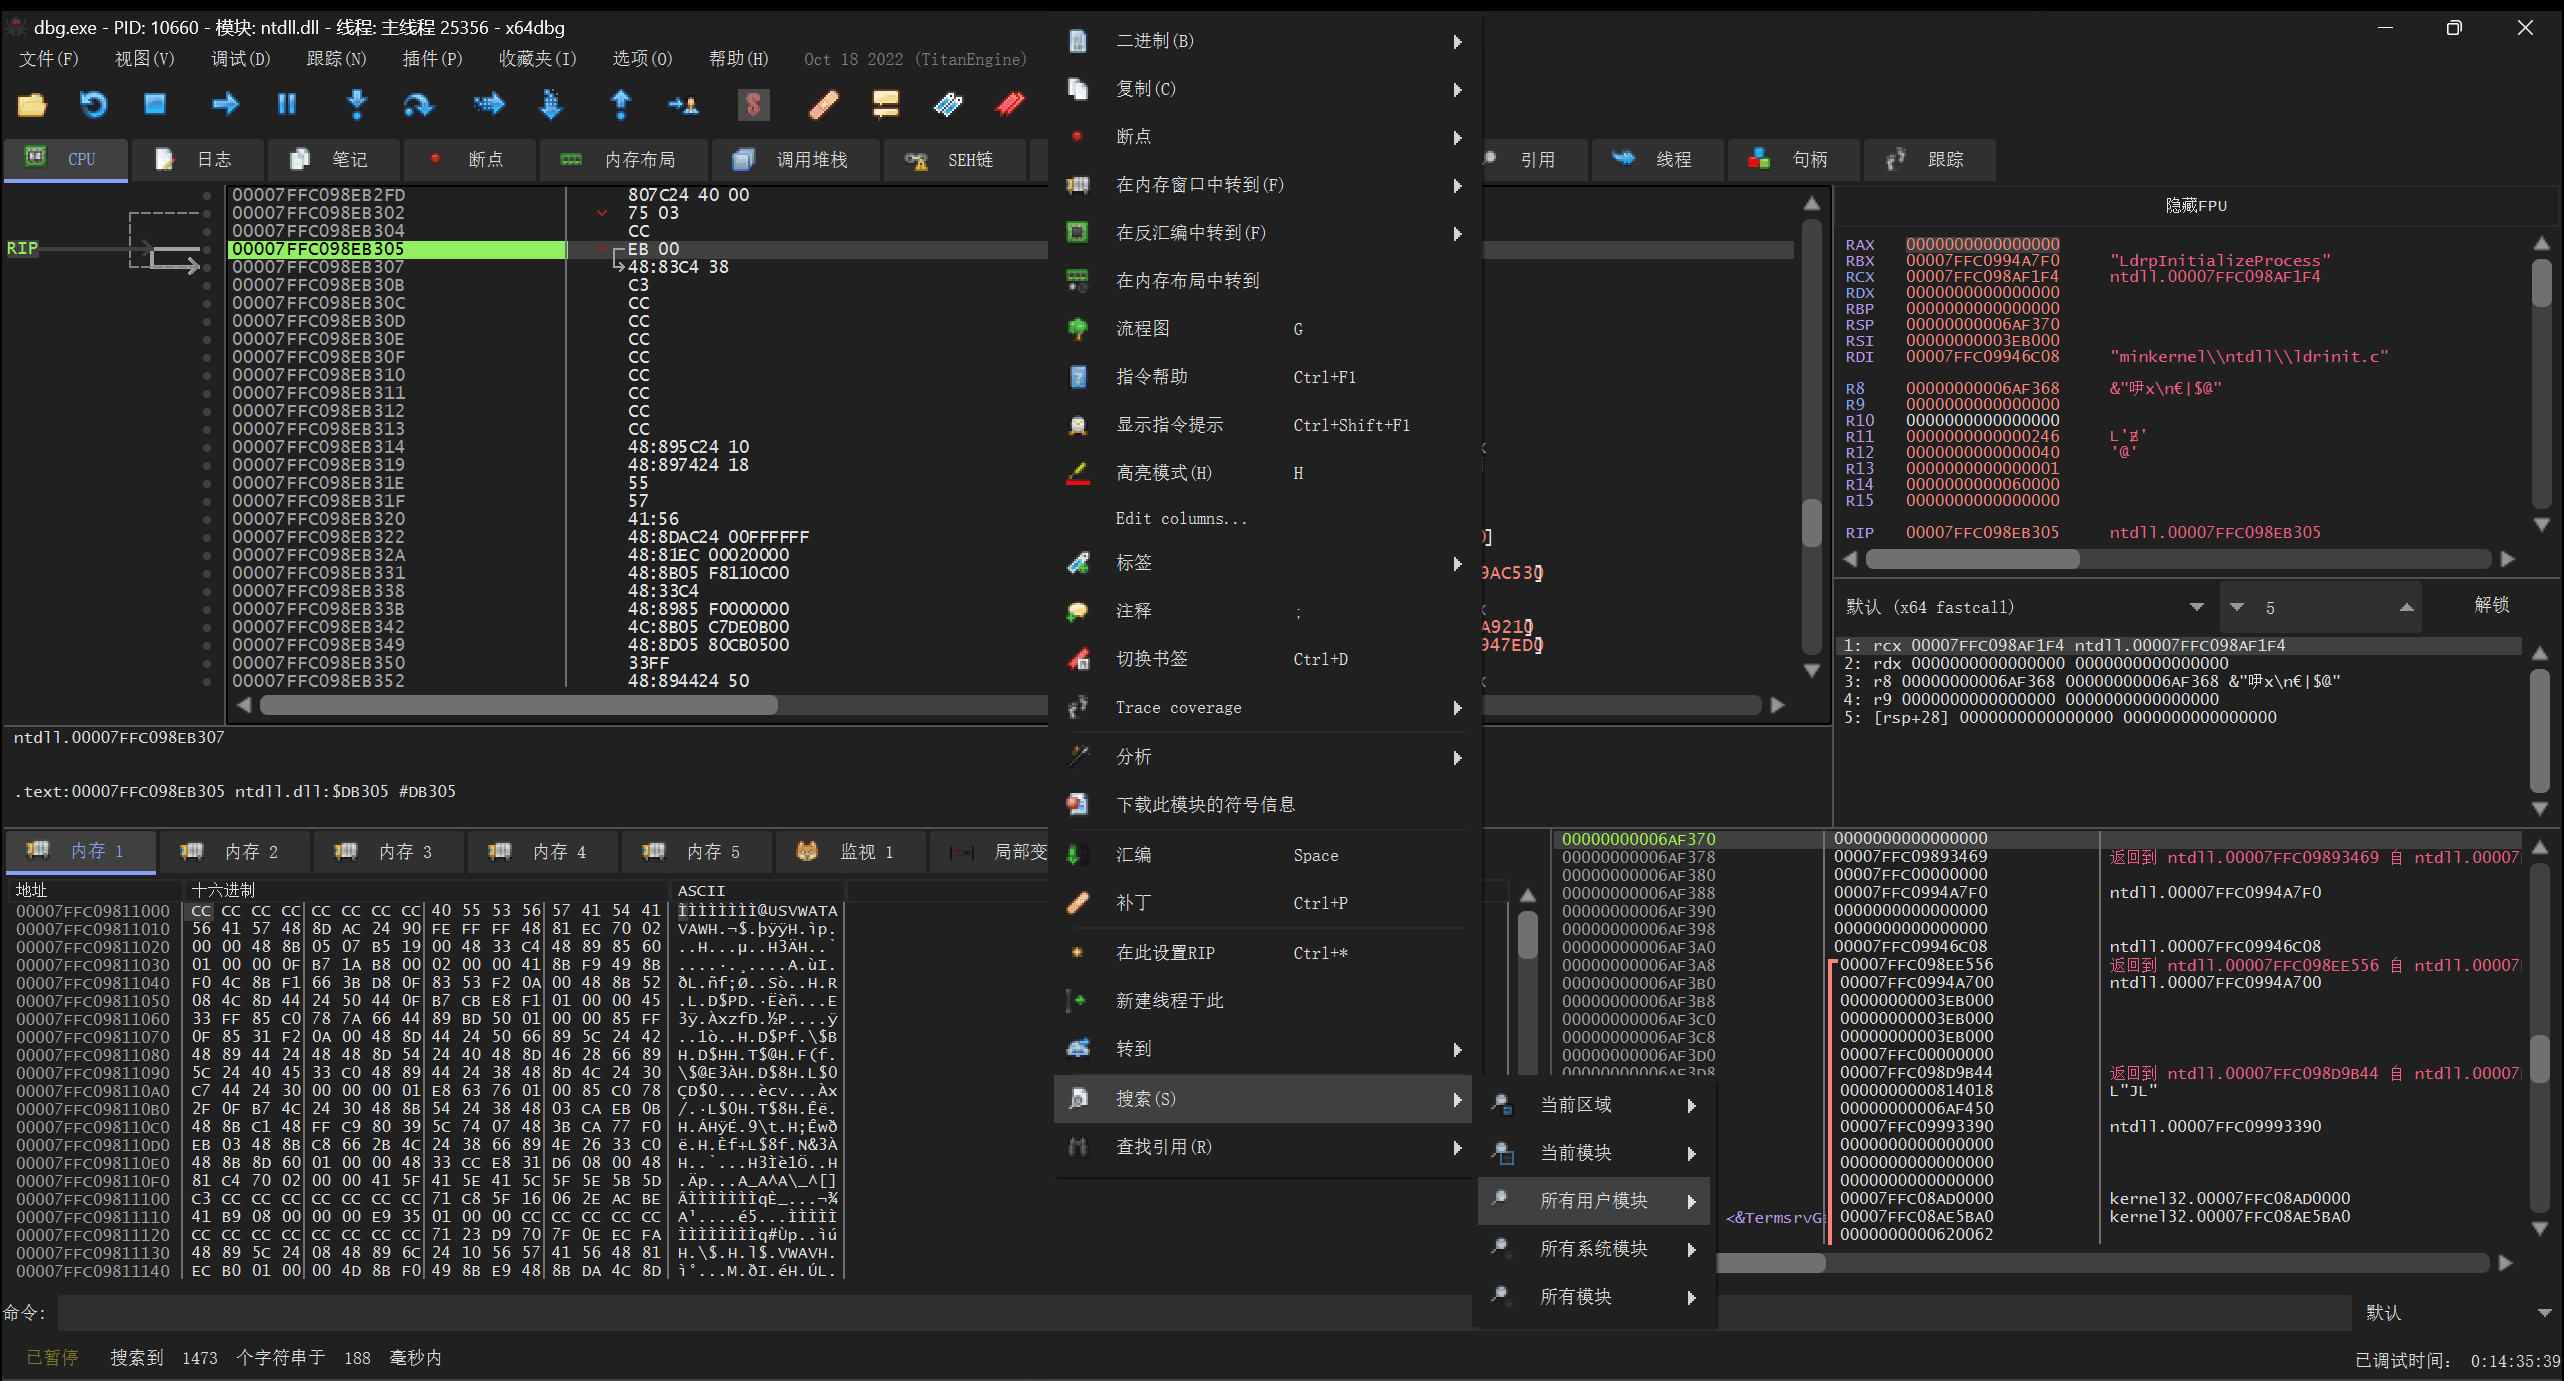 dbg.exe - PID: 10660 - 模块: ntdll.dll - 线程: 主线程 25356 - x64dbg
文件(F) 视图(V) 调试(D) 跟踪(N) 插件(P) 收藏夹(I) 选项(O) 帮助(H) Oct 18 2022 (TitanEngine)
CPU 日志 笔记 断点 内存布局 调用堆栈 SEH链 引用 线程 句柄 跟踪
RIP
00007FFC098EB2FD 807C24 40 00
00007FFC098EB302 75 03
00007FFC098EB304 CC
00007FFC098EB305 EB 00
00007FFC098EB307 48:83C4 38
00007FFC098EB30B C3
00007FFC098EB30C CC
00007FFC098EB30D CC
00007FFC098EB30E CC
00007FFC098EB30F CC
00007FFC098EB310 CC
00007FFC098EB311 CC
00007FFC098EB312 CC
00007FFC098EB313 CC
00007FFC098EB314 48:895C24 10
00007FFC098EB319 48:897424 18
00007FFC098EB31E 55
00007FFC098EB31F 57
00007FFC098EB320 41:56
00007FFC098EB322 48:8DAC24 00FFFFFF
00007FFC098EB32A 48:81EC 00020000
00007FFC098EB331 48:8B05 F8110C00 9AC530]
00007FFC098EB338 48:33C4
00007FFC098EB33B 48:8985 F0000000
00007FFC098EB342 4C:8B05 C7DE0B00 A9210]
00007FFC098EB349 48:8D05 80CB0500 947ED0]
00007FFC098EB350 33FF
00007FFC098EB352 48:894424 50
二进制(B)
复制(C)
断点
在内存窗口中转到(F)
在反汇编中转到(F)
在内存布局中转到
流程图 G
指令帮助 Ctrl+F1
显示指令提示 Ctrl+Shift+F1
高亮模式(H) H
Edit columns...
标签
注释 ;
切换书签 Ctrl+D
Trace coverage
分析
下载此模块的符号信息
汇编 Space
补丁 Ctrl+P
在此设置RIP Ctrl+*
新建线程于此
转到
搜索(S)
查找引用(R)
当前区域
当前模块
所有用户模块
所有系统模块
所有模块
隐藏FPU
RAX 0000000000000000
RBX 00007FFC0994A7F0 "LdrpInitializeProcess"
RCX 00007FFC098AF1F4 ntdll.00007FFC098AF1F4
RDX 0000000000000000
RBP 0000000000000000
RSP 00000000006AF370
RSI 00000000003EB000
RDI 00007FFC09946C08 "minkernel\\ntdll\\ldrinit.c"
R8 00000000006AF368 &"咿x\n€|$@"
R9 0000000000000000
R10 0000000000000000
R11 0000000000000246
R12 0000000000000040 '@'
R13 0000000000000001
R14 0000000000060000
R15 0000000000000000
RIP 00007FFC098EB305 ntdll.00007FFC098EB305
默认 (x64 fastcall) 5 解锁
1: rcx 00007FFC098AF1F4 ntdll.00007FFC098AF1F4
2: rdx 0000000000000000 0000000000000000
3: r8 00000000006AF368 00000000006AF368 &"咿x\n€|$@"
4: r9 0000000000000000 0000000000000000
5: [rsp+28] 0000000000000000 0000000000000000
ntdll.00007FFC098EB307
.text:00007FFC098EB305 ntdll.dll:$DB305 #DB305
内存 1 内存 2 内存 3 内存 4 内存 5 监视 1 局部变
地址 十六进制 ASCII
00007FFC09811000 CC CC CC CC CC CC CC CC 40 55 53 56 57 41 54 41 ÌÌÌÌÌÌÌÌ@USVWATA
00007FFC09811010 56 41 57 48 8D AC 24 90 FE FF FF 48 81 EC 70 02 VAWH.¬$.þÿÿH.ìp.
00007FFC09811020 00 00 48 8B 05 07 B5 19 00 48 33 C4 48 89 85 60 ..H...µ..H3ÄH..`
00007FFC09811030 01 00 00 0F B7 1A B8 00 02 00 00 41 8B F9 49 8B ....·.¸....A.ùI.
00007FFC09811040 F0 4C 8B F1 66 3B D8 0F 83 53 F2 0A 00 48 8B 52 ðL.ñf;Ø..Sò..H.R
00007FFC09811050 08 4C 8D 44 24 50 44 0F B7 CB E8 F1 01 00 00 45 .L.D$PD.·Ëèñ...E
00007FFC09811060 33 FF 85 C0 78 7A 66 44 89 BD 50 01 00 00 85 FF 3ÿ.ÀxzfD.½P....ÿ
00007FFC09811070 0F 85 31 F2 0A 00 48 8D 44 24 50 66 89 5C 24 42 ..1ò..H.D$Pf.\$B
00007FFC09811080 48 89 44 24 48 48 8D 54 24 40 48 8D 46 28 66 89 H.D$HH.T$@H.F(f.
00007FFC09811090 5C 24 40 45 33 C0 48 89 44 24 38 48 8D 4C 24 30 \$@E3ÀH.D$8H.L$0
00007FFC098110A0 C7 44 24 30 00 00 00 01 E8 63 76 01 00 85 C0 78 ÇD$0....ècv...Àx
00007FFC098110B0 2F 0F B7 4C 24 30 48 8B 54 24 38 48 03 CA EB 0B /.·L$0H.T$8H.Êë.
00007FFC098110C0 48 8B C1 48 FF C9 80 39 5C 74 07 48 3B CA 77 F0 H.ÁHÿÉ.9\t.H;Êwð
00007FFC098110D0 EB 03 48 8B C8 66 2B 4C 24 38 66 89 4E 26 33 C0 ë.H.Èf+L$8f.N&3À
00007FFC098110E0 48 8B 8D 60 01 00 00 48 33 CC E8 31 D6 08 00 48 H..`...H3Ìè1Ö..H
00007FFC098110F0 81 C4 70 02 00 00 41 5F 41 5E 41 5C 5F 5E 5B 5D .Äp...A_A^A\_^[]
00007FFC09811100 C3 CC CC CC CC CC CC CC 71 C8 5F 16 06 2E AC BE ÃÌÌÌÌÌÌÌqÈ_...¬¾
00007FFC09811110 41 B9 08 00 00 00 E9 35 01 00 00 CC CC CC CC CC A¹....é5...ÌÌÌÌÌ
00007FFC09811120 CC CC CC CC CC CC CC CC 71 23 D9 70 7F 0E EC FA ÌÌÌÌÌÌÌÌq#Ùp..ìú
00007FFC09811130 48 89 5C 24 08 48 89 6C 24 10 56 57 41 56 48 81 H.\$.H.l$.VWAVH.
00007FFC09811140 EC B0 01 00 00 4D 8B F0 49 8B E9 48 8B DA 4C 8D ì°...M.ðI.éH.ÚL.
00000000006AF370 0000000000000000
00000000006AF378 00007FFC09893469 返回到 ntdll.00007FFC09893469 自 ntdll.00007
00000000006AF380 00007FFC00000000
00000000006AF388 00007FFC0994A7F0 ntdll.00007FFC0994A7F0
00000000006AF390 0000000000000000
00000000006AF398 0000000000000000
00000000006AF3A0 00007FFC09946C08 ntdll.00007FFC09946C08
00000000006AF3A8 00007FFC098EE556 返回到 ntdll.00007FFC098EE556 自 ntdll.00007
00000000006AF3B0 00007FFC0994A700 ntdll.00007FFC0994A700
00000000006AF3B8 00000000003EB000
00000000006AF3C0 00000000003EB000
00000000006AF3C8 00000000003EB000
00000000006AF3D0 00007FFC00000000
00000000006AF3D8 00007FFC098D9B44 返回到 ntdll.00007FFC098D9B44 自 ntdll.00007
0000000000814018 L"JL"
00000000006AF450
00007FFC09993390 ntdll.00007FFC09993390
0000000000000000
0000000000000000
0000000000000000
00007FFC08AD0000 kernel32.00007FFC08AD0000
<&TermsrvG 00007FFC08AE5BA0 kernel32.00007FFC08AE5BA0
0000000000620062
命令: 默认
已暂停 搜索到 1473 个字符串于 188 毫秒内 已调试时间: 0:14:35:39